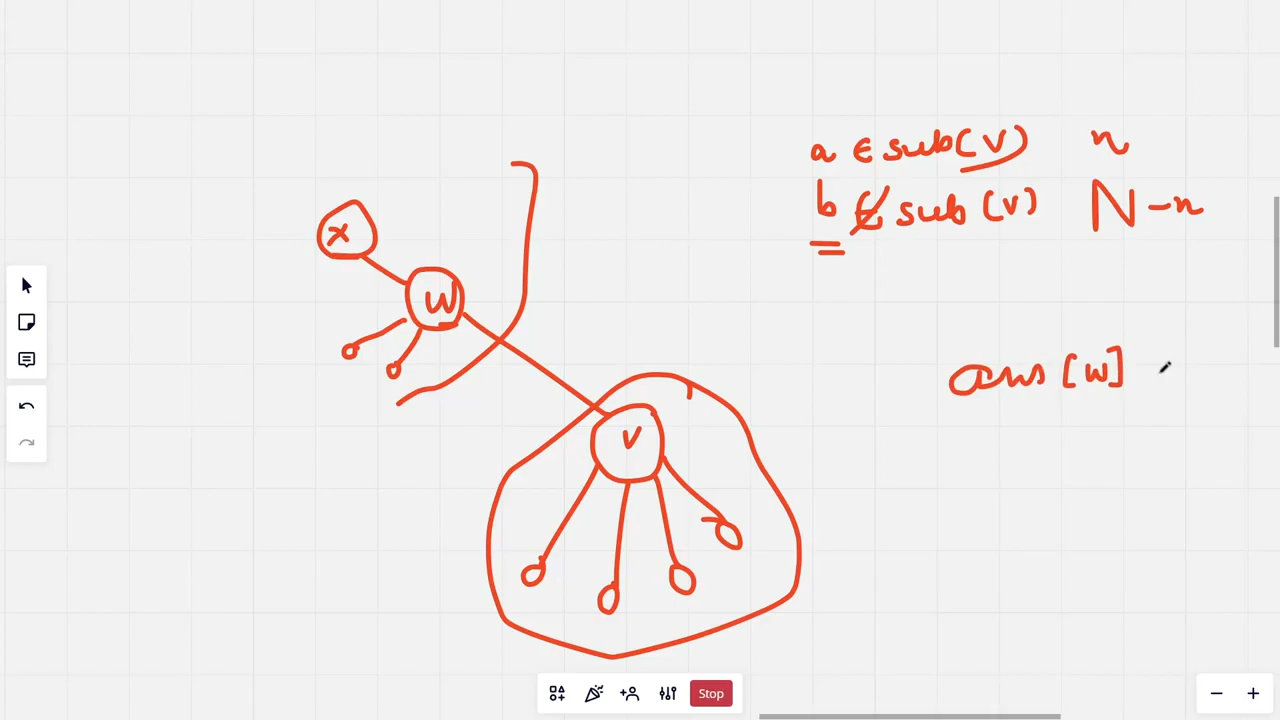 a ∈ sub(v) n
b ∉ sub(v) N-n
x
w
ans[w]
v
Stop